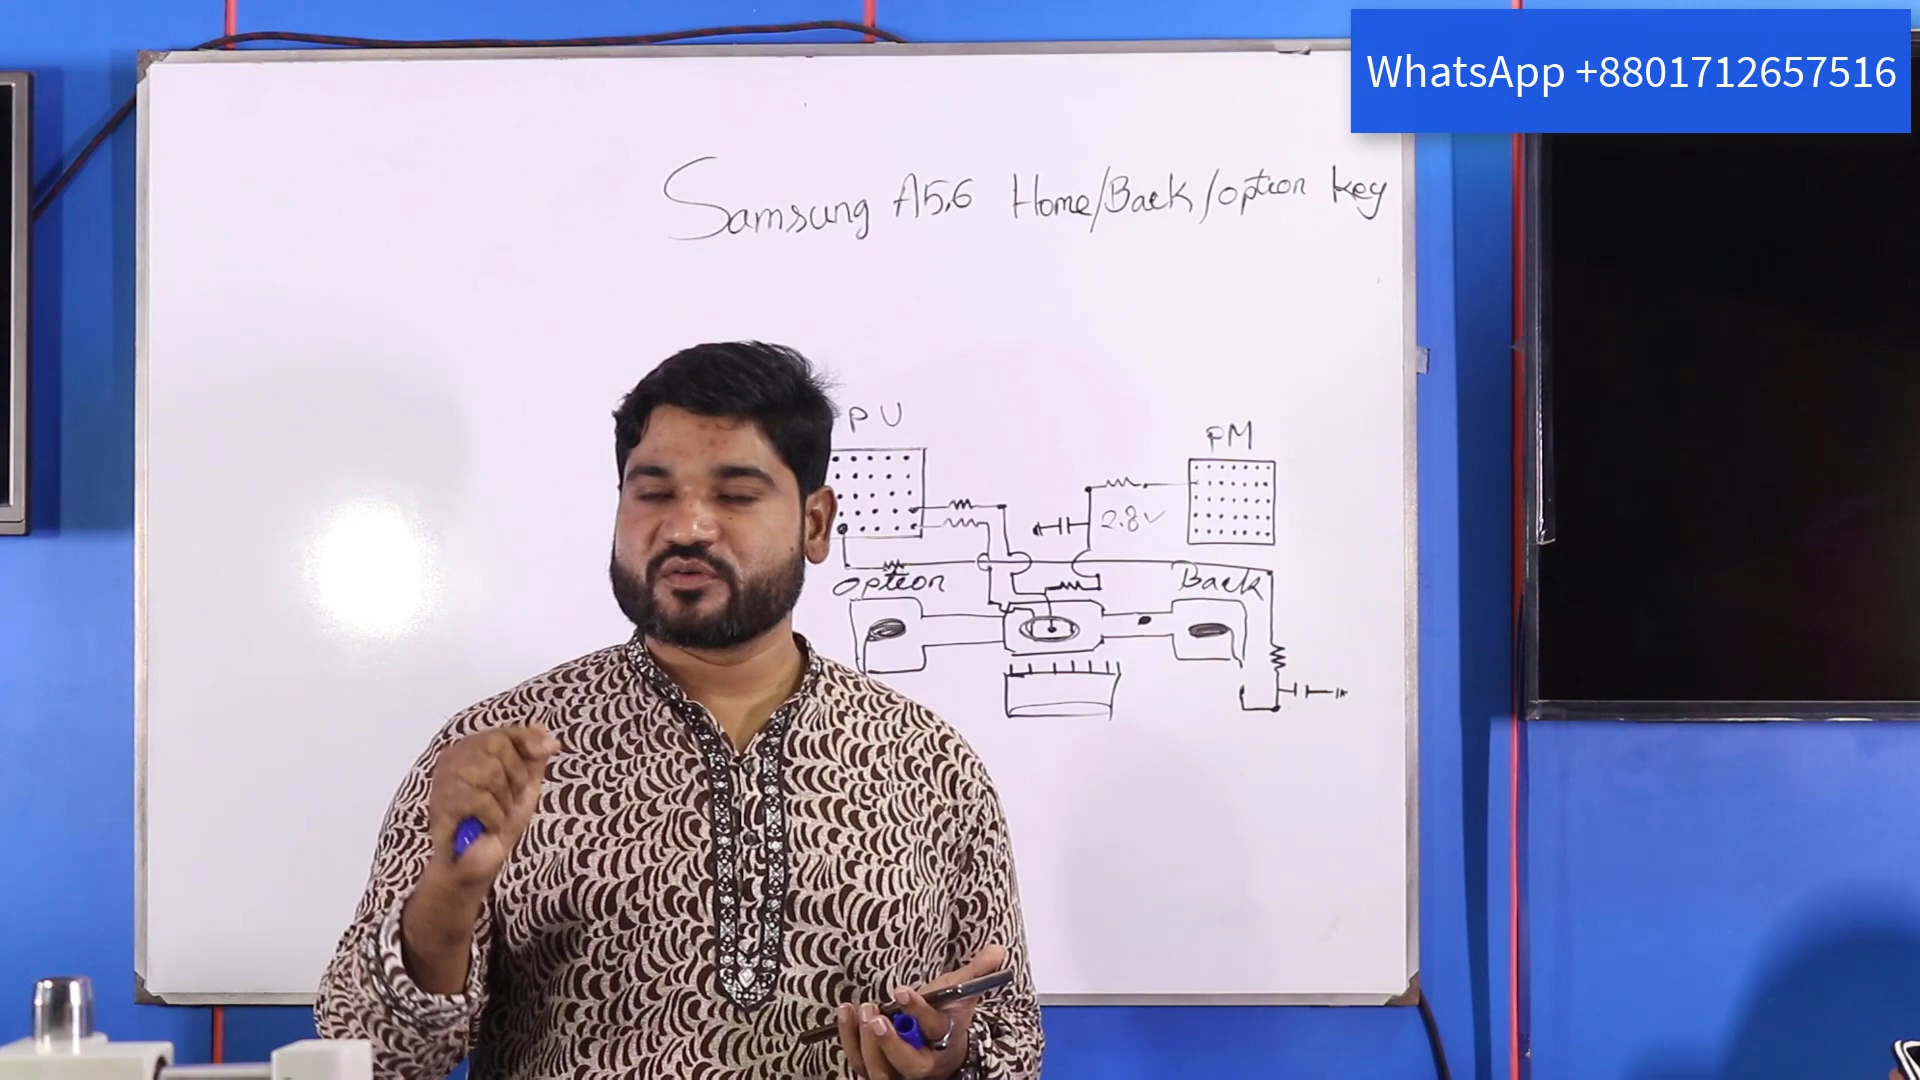 WhatsApp +8801712657516
Samsung A5,6 Home/Back/option key
PU
PM
2.8V
option
Back